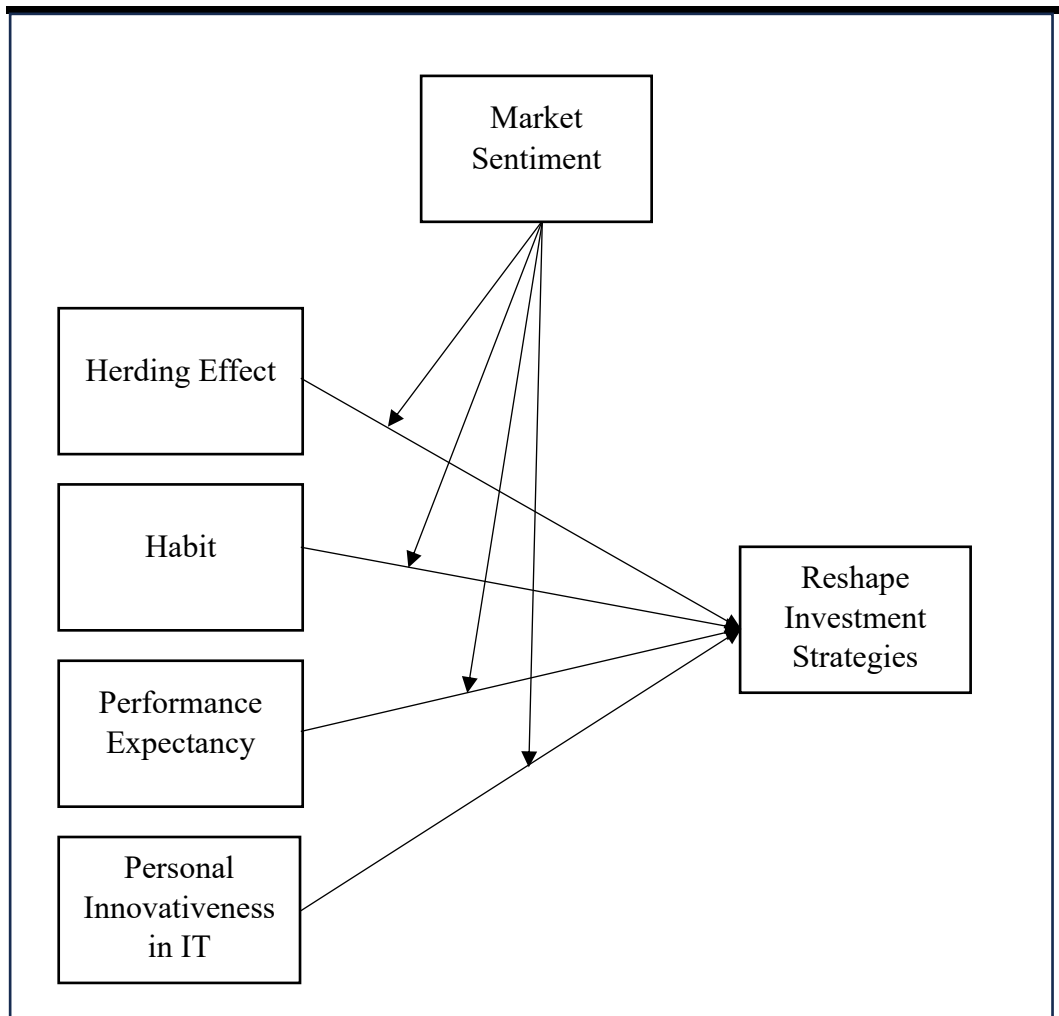 Market
Sentiment
Herding Effect
Habit
Reshape
Investment
Strategies
Performance
Expectancy
Personal
Innovativeness
in IT